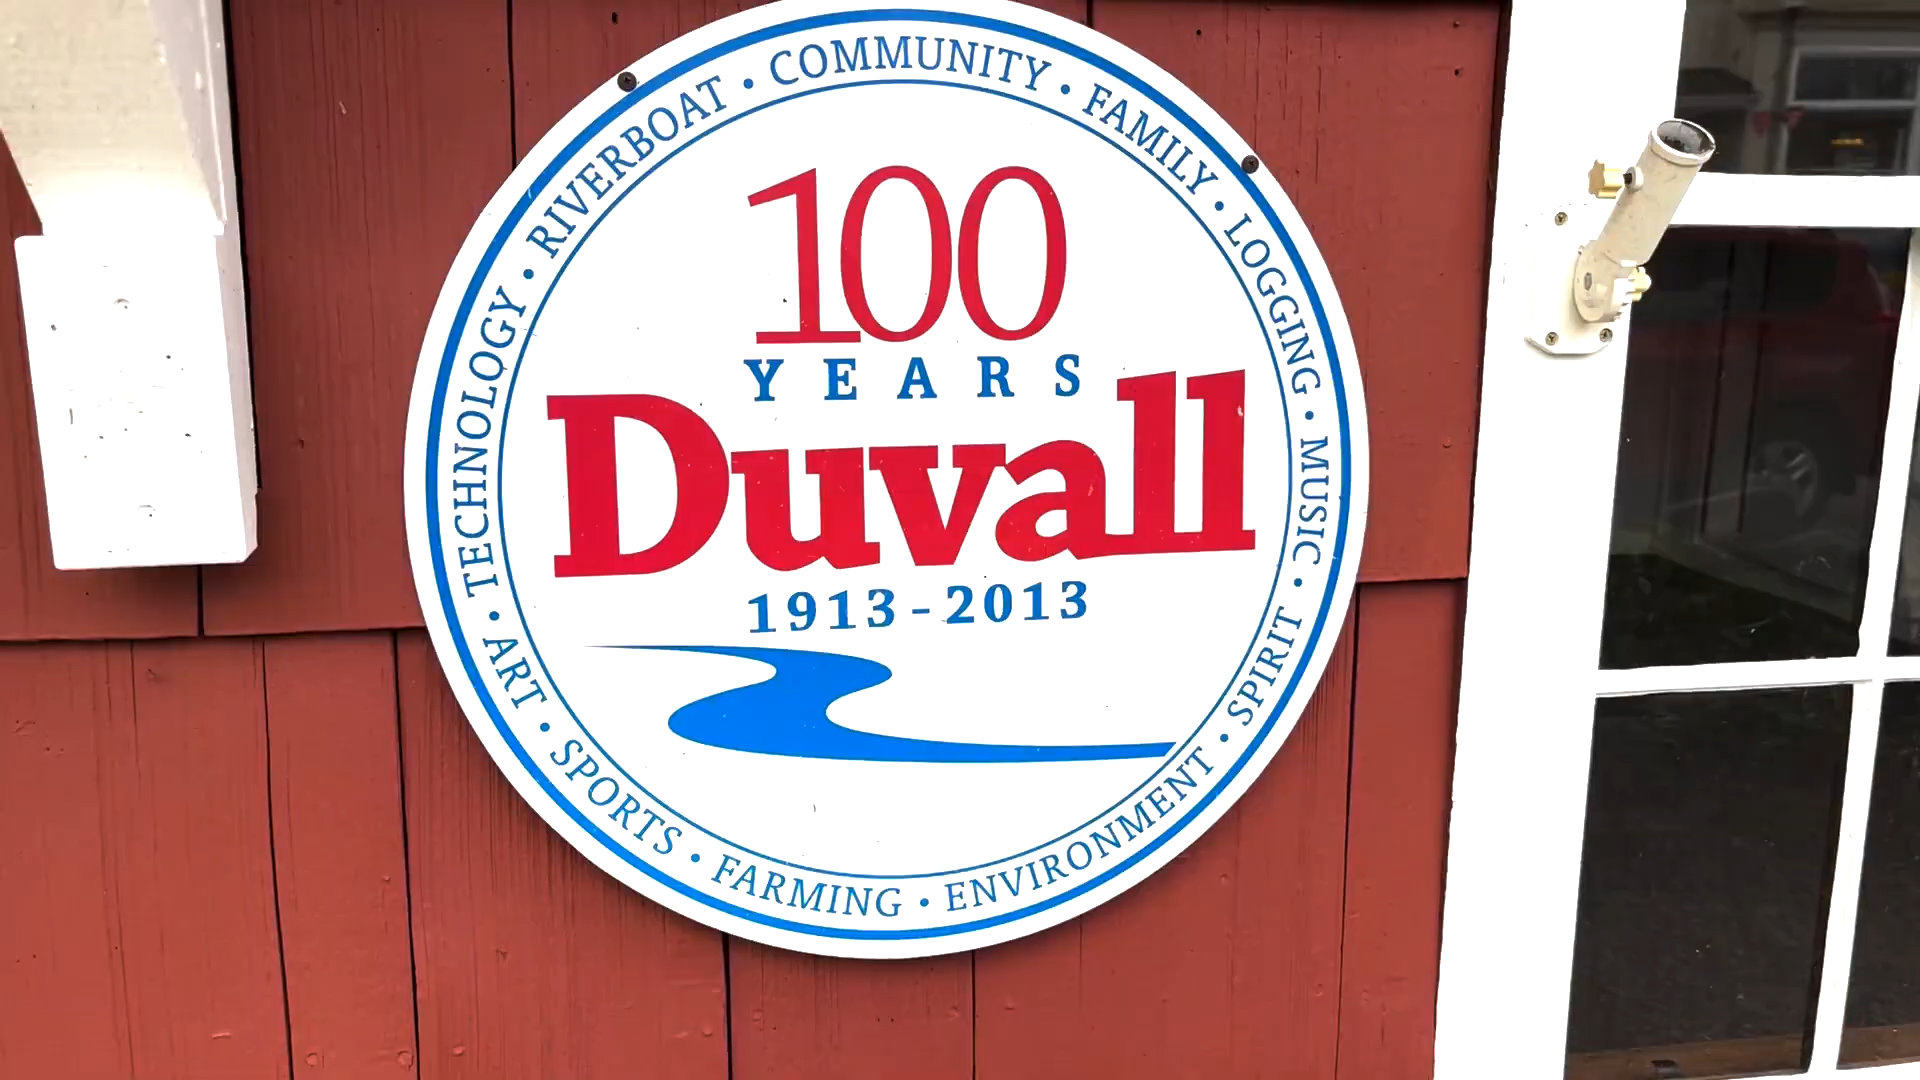 COMMUNITY • FAMILY • LOGGING • MUSIC • SPIRIT • ENVIRONMENT • FARMING • SPORTS • ART • TECHNOLOGY • RIVERBOAT •
100
YEARS
Duvall
1913-2013